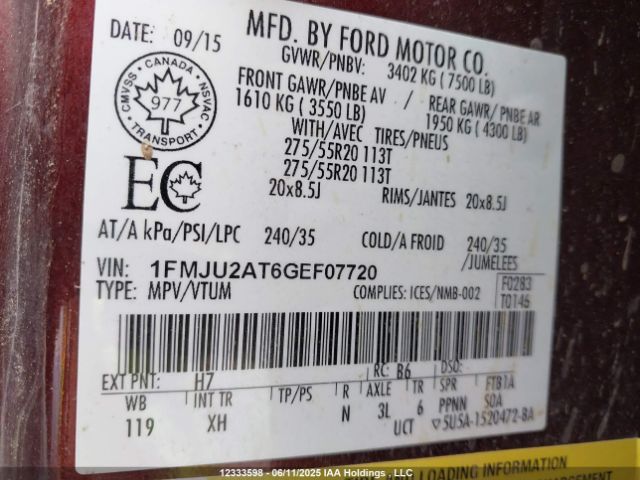 DATE: 09/15 MFD. BY FORD MOTOR CO.
GVWR/PNBV: 3402 KG ( 7500 LB)
FRONT GAWR/ PNBE AV / REAR GAWR/ PNBE AR
1610 KG ( 3550 LB) 1950 KG ( 4300 LB)
WITH/AVEC TIRES/PNEUS
275/55R20 113T
275/55R20 113T
20x8.5J RIMS/JANTES 20x8.5J
CMVSS • CANADA • NSVAC
977
TRANSPORT
EC
AT/A kPa/PSI/LPC 240/35 COLD/A FROID 240/35
/JUMELEES
VIN: 1FMJU2AT6GEF07720
TYPE: MPV/VTUM COMPLIES: ICES/NMB-002
F0283
T0146
EXT PNT: H7 RC: B6 DSO:
WB INT TR TP/PS R AXLE TR SPR FTB1A
119 XH N 3L 6 PPNN S0A
UCT ▽5U5A-1520472-BA
LOADING INFORMATION
12333598 - 06/11/2025 IAA Holdings , LLC